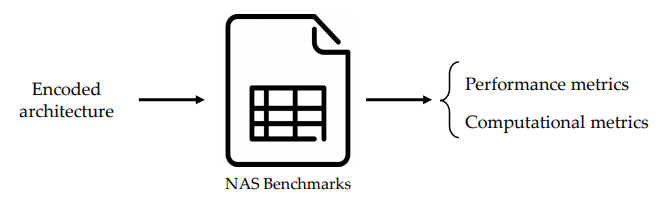 Encoded
architecture
NAS Benchmarks
Performance metrics
Computational metrics